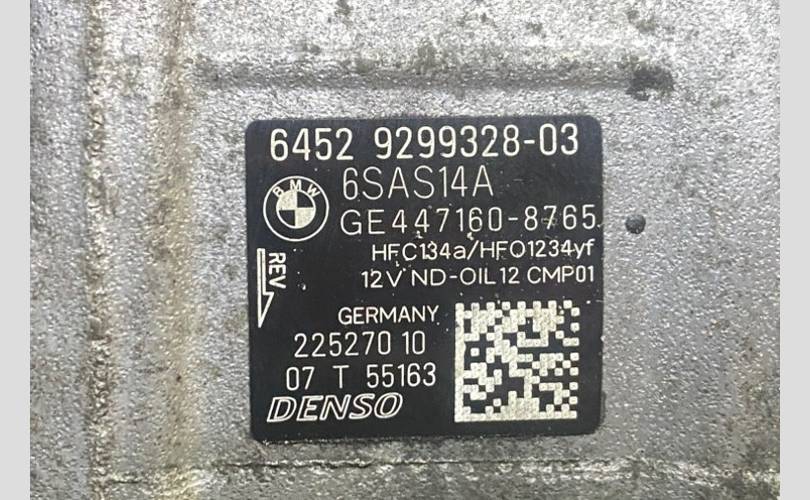 6452 9299328-03
BMW
6SAS14A
GE447160-8765
HFC134a/HFO1234yf
12V ND-OIL12 CMP01
REV
GERMANY
225270 10
07 T 55163
DENSO